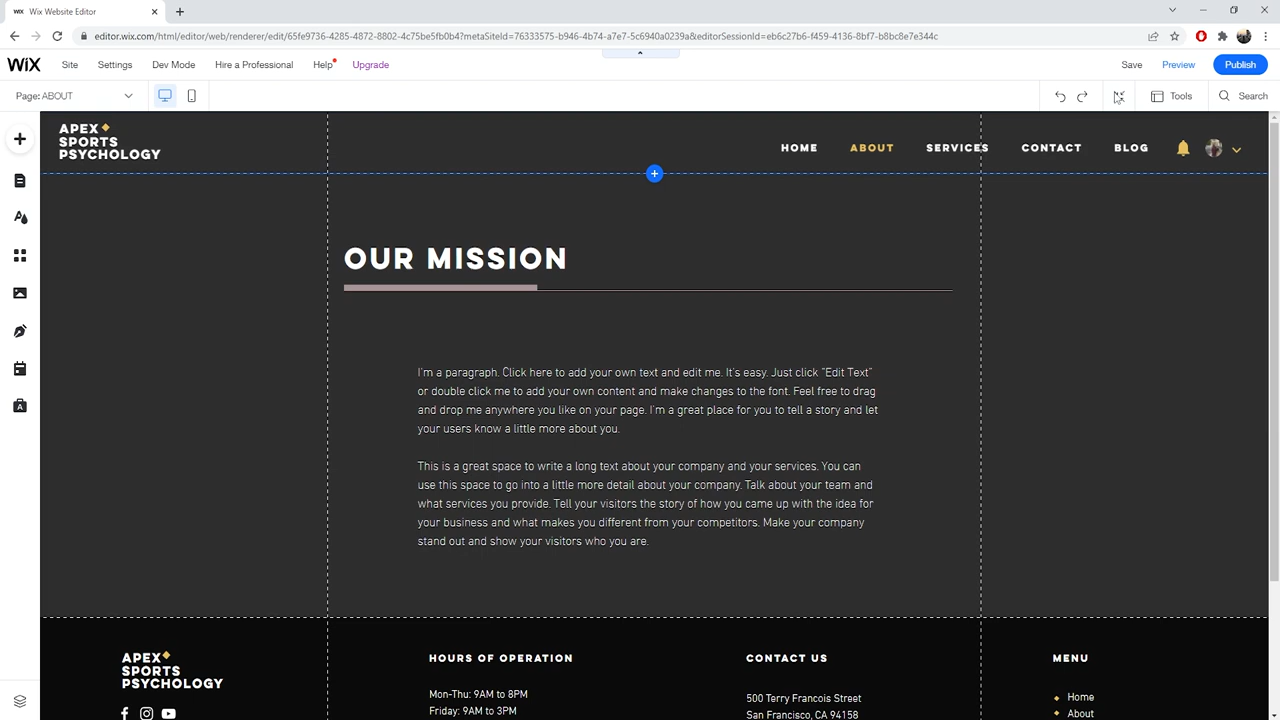 Wix Website Editor
editor.wix.com/html/editor/web/renderer/edit/65fe9736-4285-4872-8802-4c75be5fb0b4?metaSiteId=76333575-b946-4b74-a7e7-5c6940a0239a&editorSessionId=eb6c27b6-f459-4136-8bf7-b8bc8e7e344c
WiX Site Settings Dev Mode Hire a Professional Help Upgrade Save Preview Publish
Page: ABOUT Tools Search
APEX
SPORTS
PSYCHOLOGY
HOME ABOUT SERVICES CONTACT BLOG
OUR MISSION
I'm a paragraph. Click here to add your own text and edit me. It's easy. Just click "Edit Text"
or double click me to add your own content and make changes to the font. Feel free to drag
and drop me anywhere you like on your page. I'm a great place for you to tell a story and let
your users know a little more about you.
This is a great space to write a long text about your company and your services. You can
use this space to go into a little more detail about your company. Talk about your team and
what services you provide. Tell your visitors the story of how you came up with the idea for
your business and what makes you different from your competitors. Make your company
stand out and show your visitors who you are.
APEX
SPORTS
PSYCHOLOGY
HOURS OF OPERATION
Mon-Thu: 9AM to 8PM
Friday: 9AM to 3PM
CONTACT US
500 Terry Francois Street
San Francisco, CA 94158
MENU
Home
About